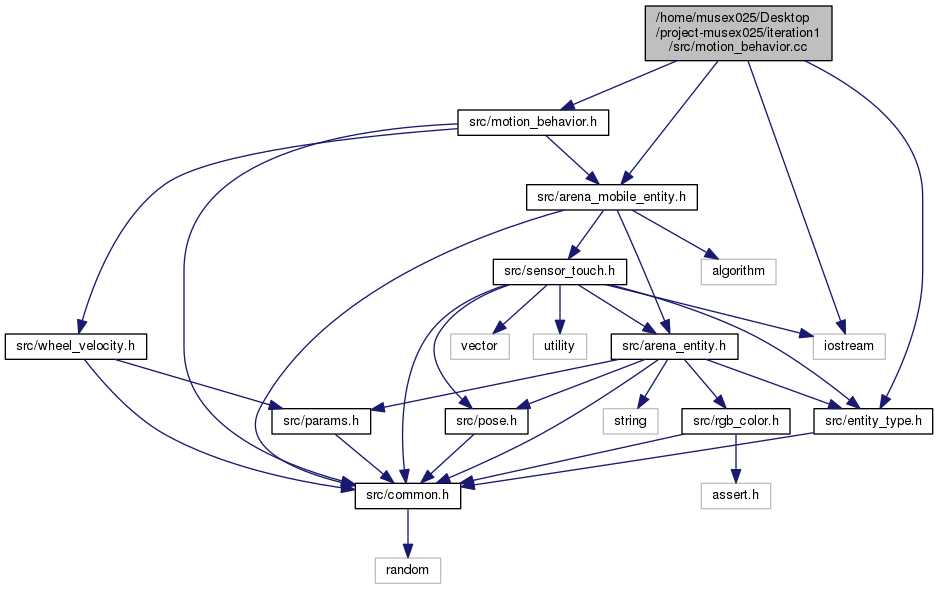 /home/musex025/Desktop
/project-musex025/iteration1
/src/motion_behavior.cc
src/motion_behavior.h
src/arena_mobile_entity.h
src/sensor_touch.h
algorithm
src/wheel_velocity.h
vector
utility
src/arena_entity.h
iostream
src/params.h
src/pose.h
string
src/rgb_color.h
src/entity_type.h
src/common.h
assert.h
random